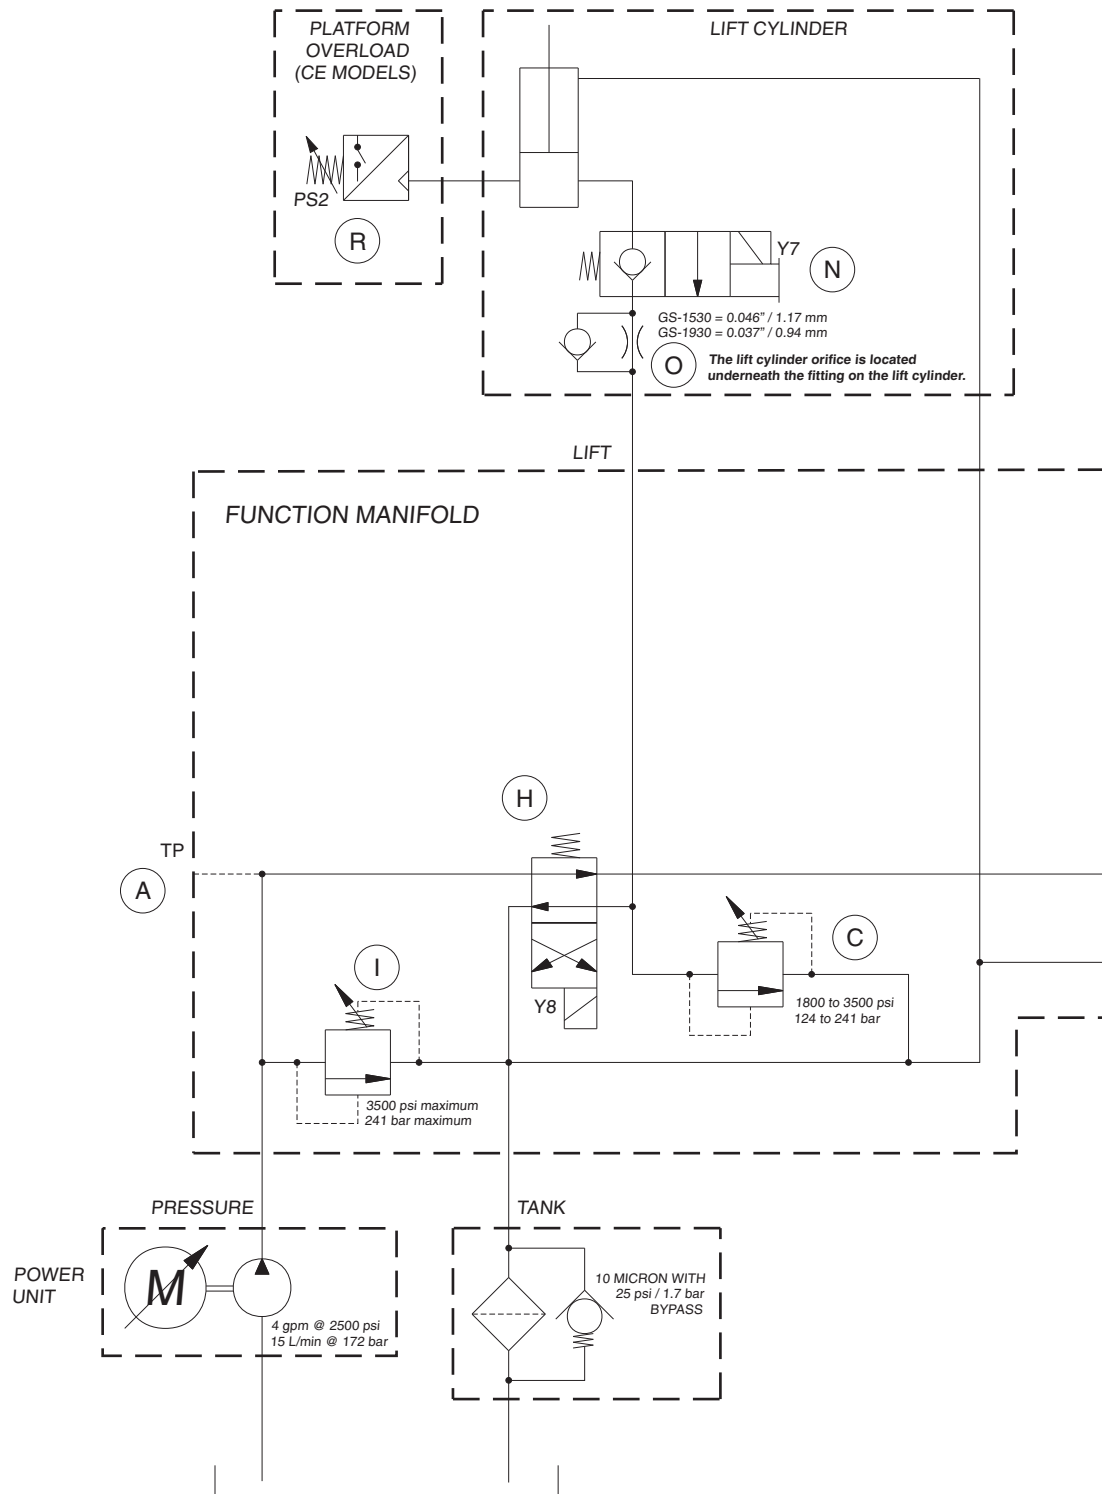 PLATFORM
OVERLOAD
(CE MODELS)
LIFT CYLINDER
PS2
R
Y7
N
GS-1530 = 0.046" / 1.17 mm
GS-1930 = 0.037" / 0.94 mm
O
The lift cylinder orifice is located
underneath the fitting on the lift cylinder.
LIFT
FUNCTION MANIFOLD
H
TP
A
C
I
1800 to 3500 psi
124 to 241 bar
Y8
3500 psi maximum
241 bar maximum
PRESSURE
TANK
POWER
UNIT
M
4 gpm @ 2500 psi
15 L/min @ 172 bar
10 MICRON WITH
25 psi / 1.7 bar
BYPASS